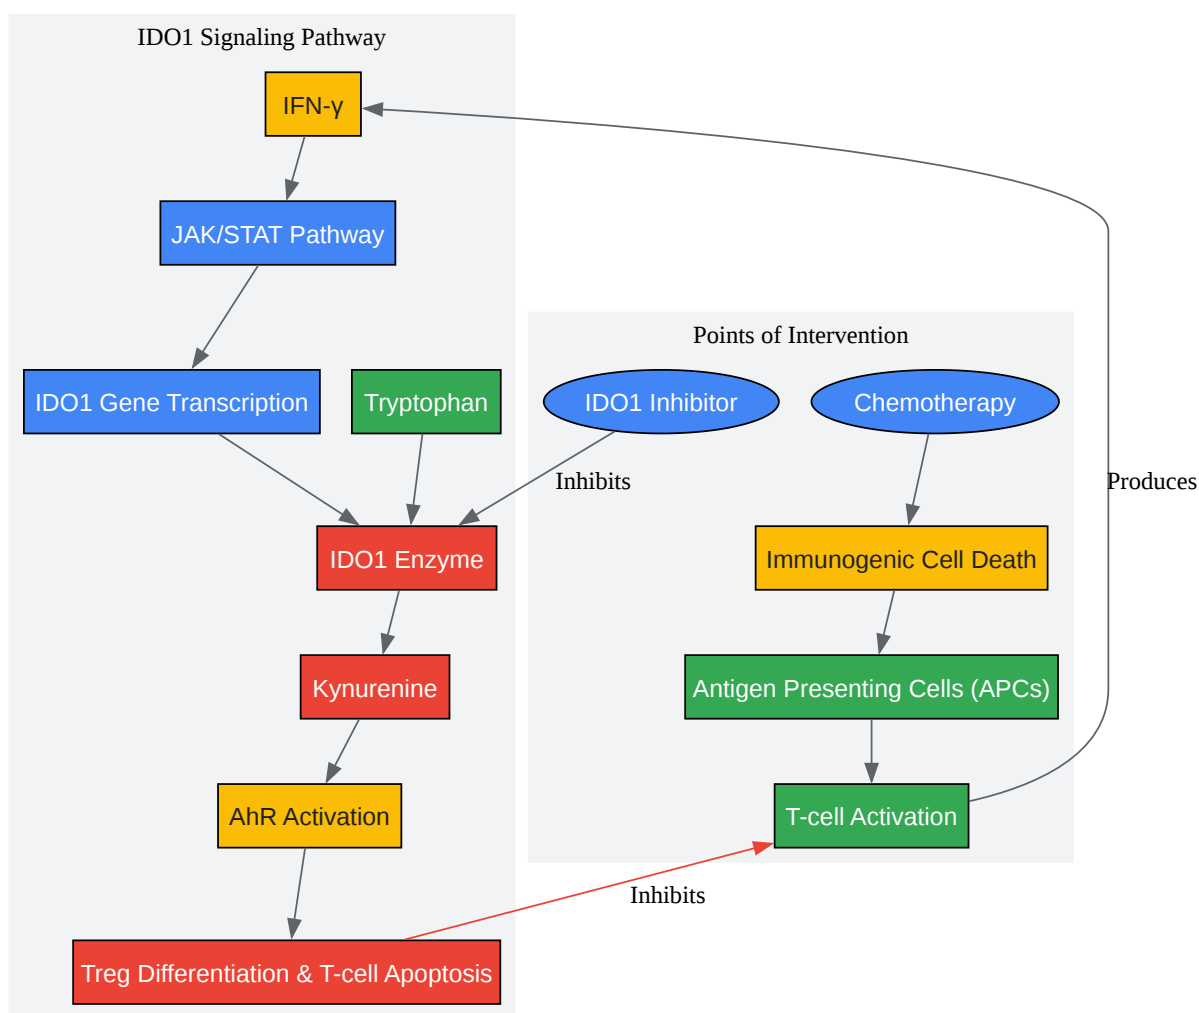 IDO1 Signaling Pathway
IFN-γ
JAK/STAT Pathway
Points of Intervention
IDO1 Gene Transcription
Tryptophan
IDO1 Inhibitor
Chemotherapy
Inhibits
Produces
IDO1 Enzyme
Immunogenic Cell Death
Kynurenine
Antigen Presenting Cells (APCs)
AhR Activation
T-cell Activation
Inhibits
Treg Differentiation & T-cell Apoptosis